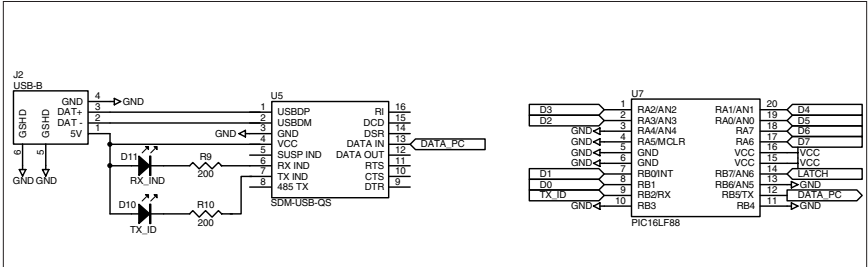 J2
USB-B
GND 4 GND
DAT+ 3
DAT - 2
5V 1
GSHD GSHD
6 5
GND GND
D11
RX_IND
R9
200
D10
TX_ID
R10
200
U5
1 USBDP RI 16
2 USBDM DCD 15
GND 3 GND DSR 14
4 VCC DATA IN 13 DATA_PC
5 SUSP IND DATA OUT 12
6 RX IND RTS 11
7 TX IND CTS 10
8 485 TX DTR 9
SDM-USB-QS
U7
D3 1 RA2/AN2 RA1/AN1 20 D4
D2 2 RA3/AN3 RA0/AN0 19 D5
GND 3 RA4/AN4 RA7 18 D6
GND 4 RA5/MCLR RA6 17 D7
GND 5 GND VCC 16 VCC
GND 6 GND VCC 15 VCC
D1 7 RB0/INT RB7/AN6 14 LATCH
D0 8 RB1 RB6/AN5 13 GND
TX_ID 9 RB2/RX RB5/TX 12 DATA_PC
GND 10 RB3 RB4 11 GND
PIC16LF88